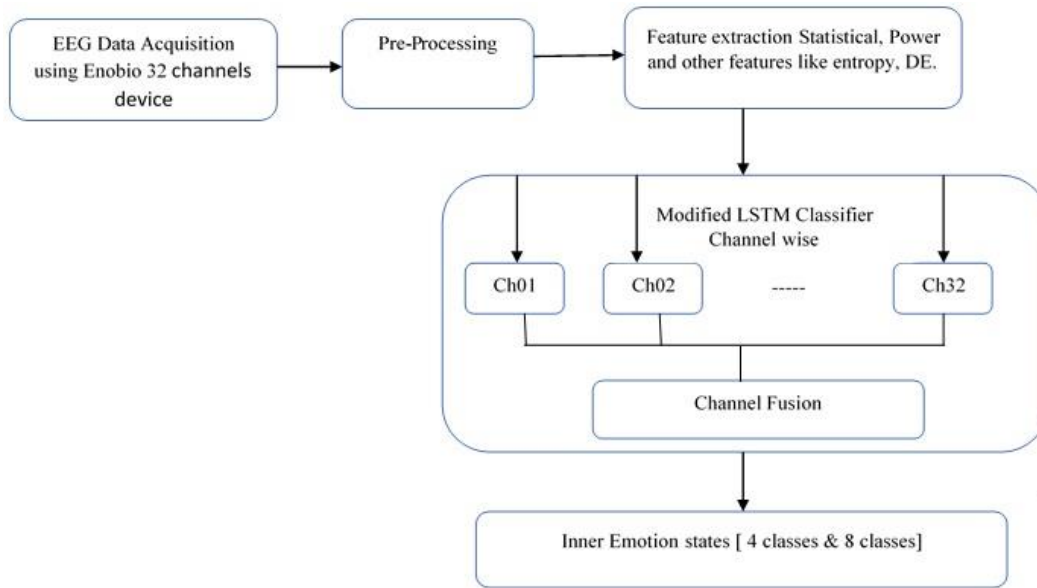 EEG Data Acquisition
using Enobio 32 channels
device
Pre-Processing
Feature extraction Statistical, Power
and other features like entropy, DE.
Modified LSTM Classifier
Channel wise
Ch01
Ch02
-----
Ch32
Channel Fusion
Inner Emotion states [ 4 classes & 8 classes]